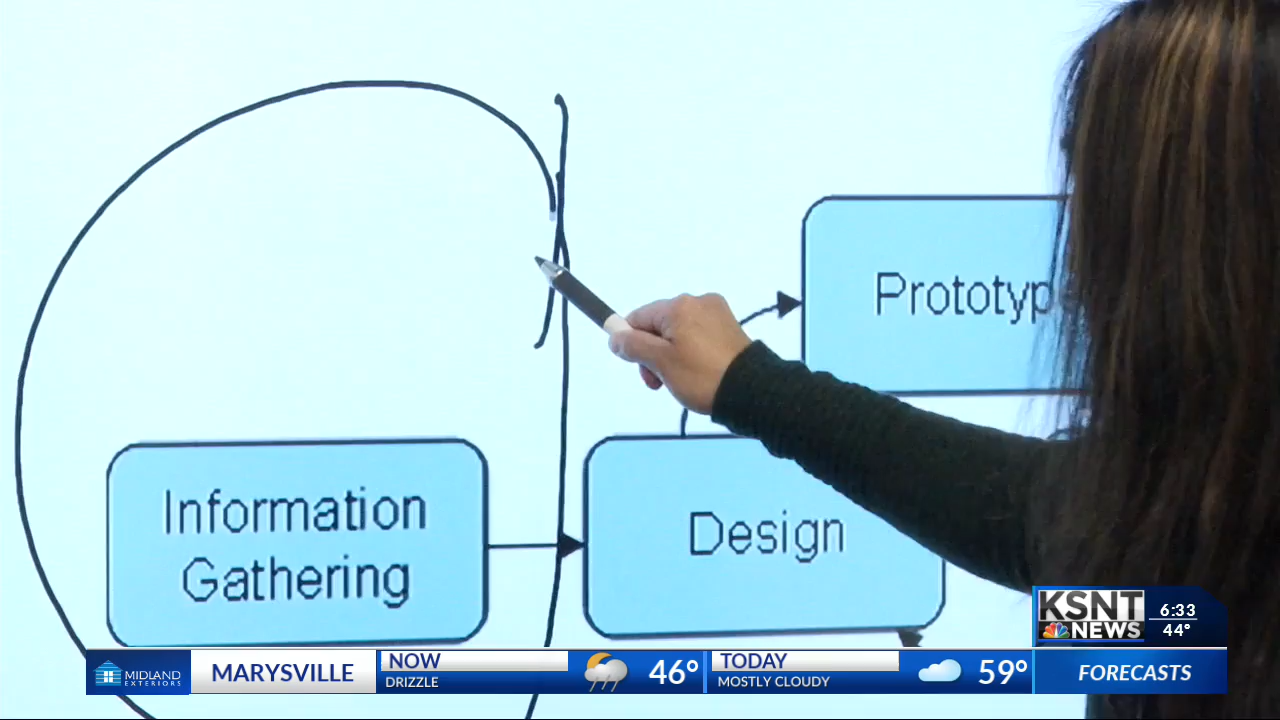 Prototyp
Information
Gathering
Design
KSNT
NEWS
6:33
44°
MIDLAND
EXTERIORS
MARYSVILLE
NOW
DRIZZLE
46°
TODAY
MOSTLY CLOUDY
59°
FORECASTS